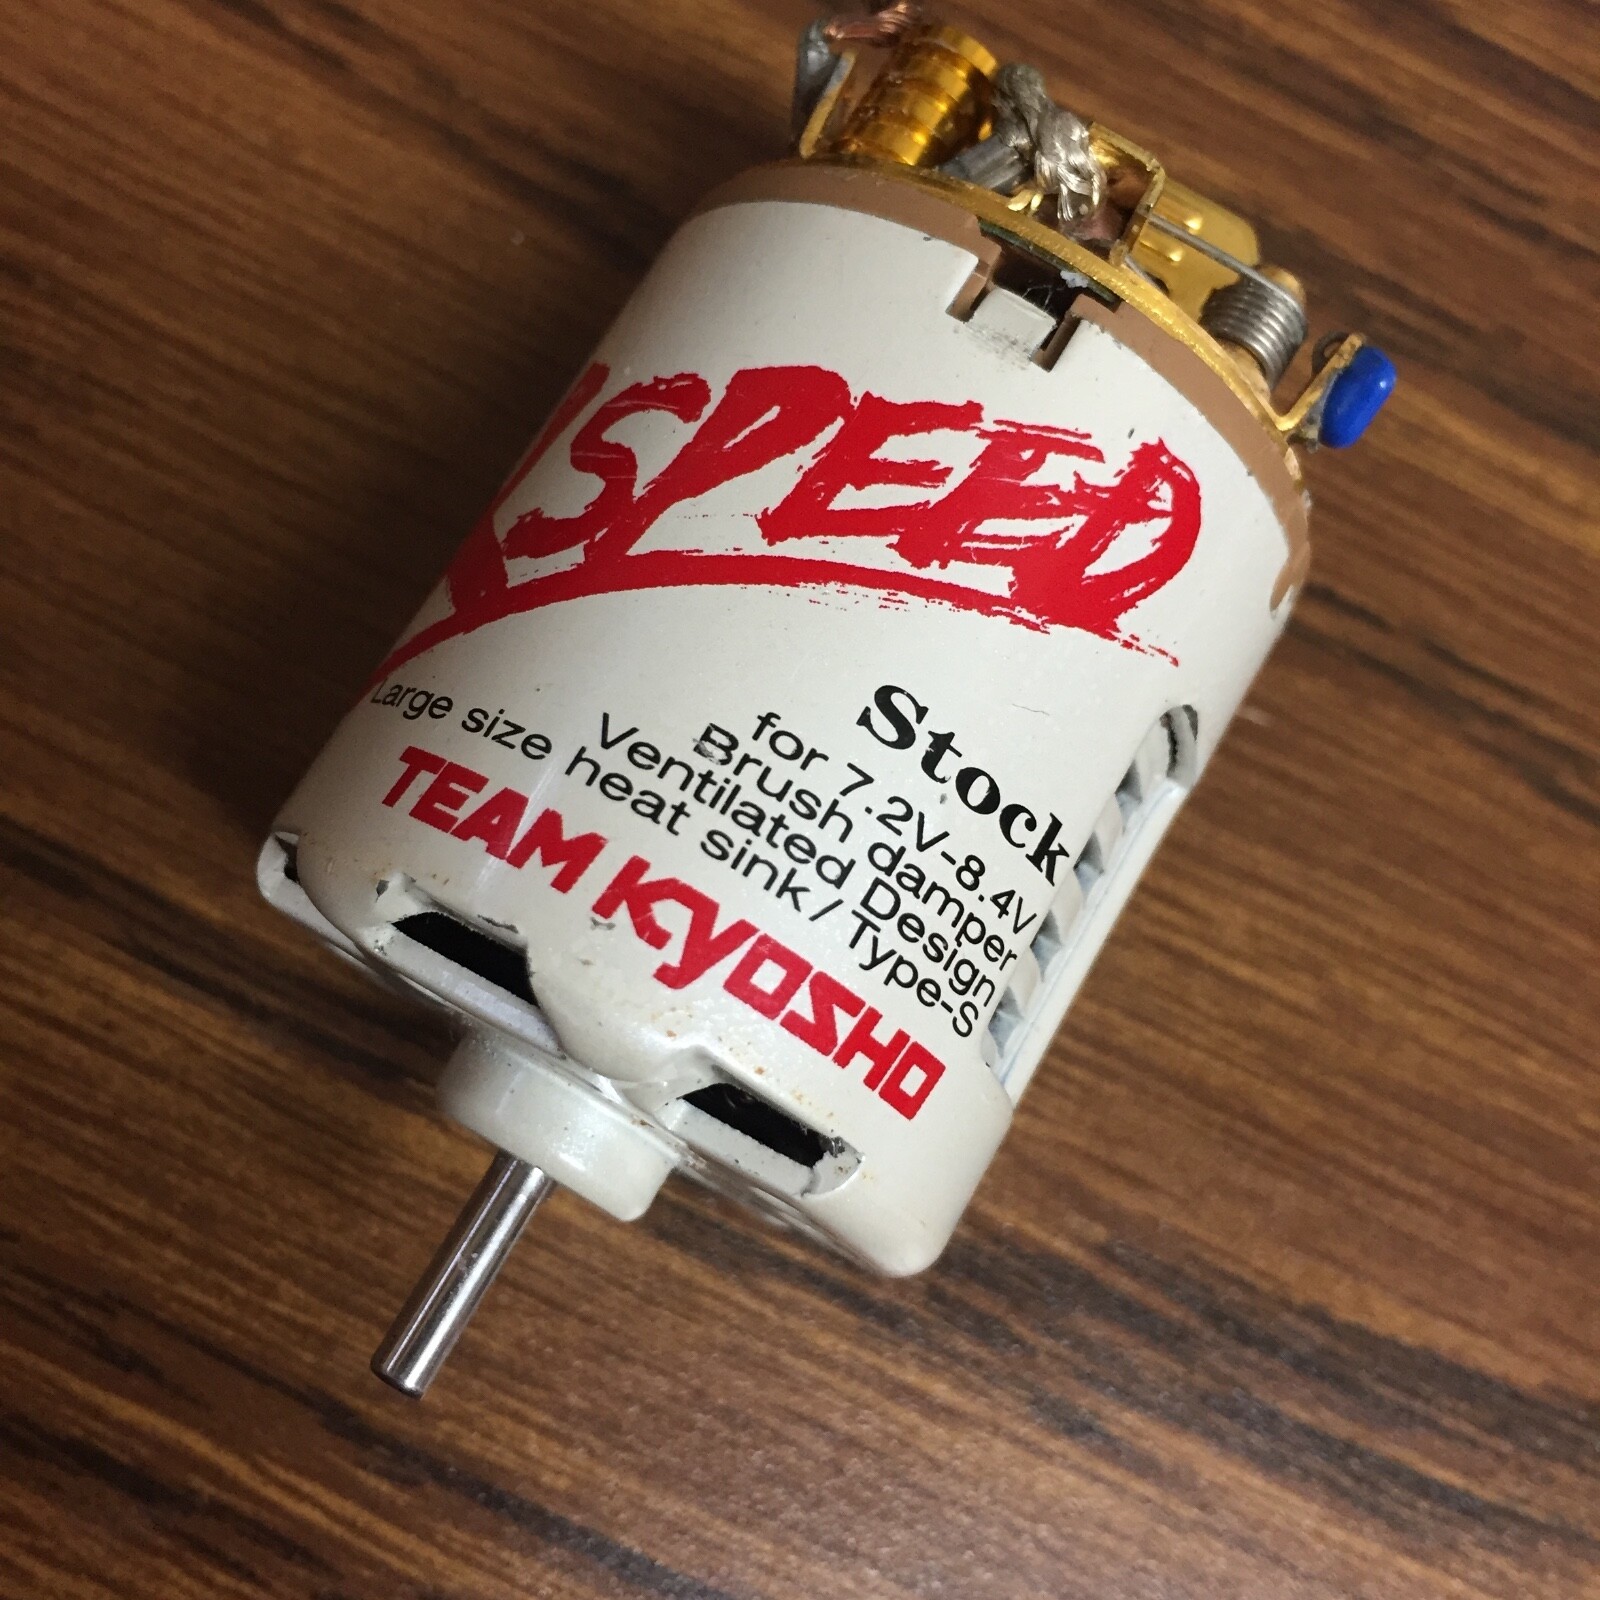 SPEED
Stock
for 7.2V-8.4V
Brush damper
Ventilated Design
Large size heat sink/Type-S
TEAM KYOSHO